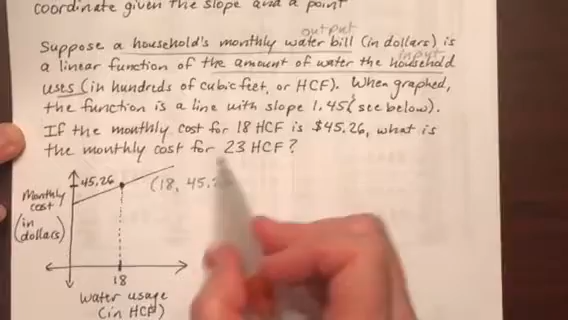 coordinate given the slope and a point
output
Suppose a household's monthly water bill (in dollars) is
a linear function of the amount of water the household
input
uses (in hundreds of cubic feet, or HCF). When graphed,
the function is a line with slope 1.45 (see below).
If the monthly cost for 18 HCF is $45.26, what is
the monthly cost for 23 HCF?
45.26
(18, 45.
Monthly
cost
(in
dollars)
18
Water usage
(in HCF)